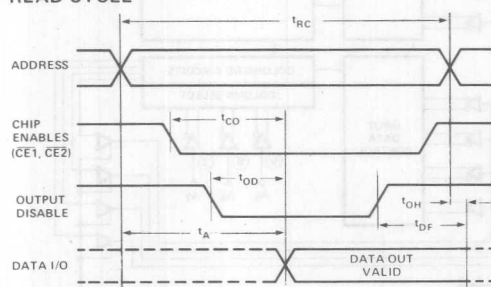 READ CYCLE
tRC
ADDRESS
tCO
CHIP
ENABLES
(CE1, CE2)
tOD
OUTPUT
DISABLE
tOH
tDF
tA
DATA I/O
DATA OUT
VALID